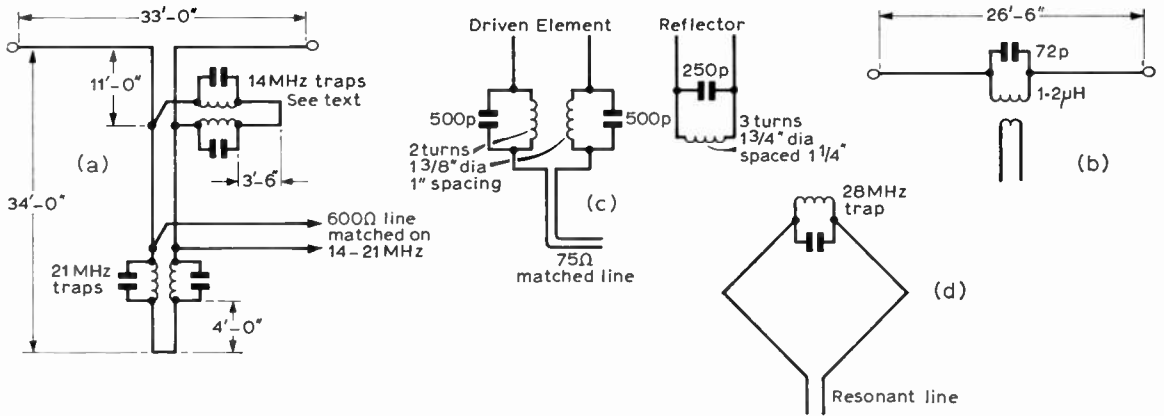 33'-0"
11'-0"
14MHz traps
See text
(a)
3'-6"
34'-0"
600Ω line
matched on
14-21MHz
21MHz
traps
4'-0"
Driven Element
500p
500p
2 turns
1 3/8" dia
1" spacing
(c)
75Ω
matched line
Reflector
250p
3 turns
1 3/4" dia
spaced 1 1/4"
26'-6"
72p
1·2μH
(b)
28MHz
trap
(d)
Resonant line